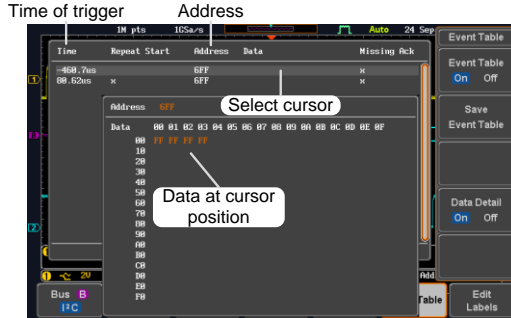 Time of trigger Address
1M pts 1GSa/s Auto 24 Sep
Event Table
Time Repeat Start Address Data Missing Ack
-460.7us 6FF x
80.62us x 6FF x
Event Table
On Off
Select cursor
Address 6FF
Data 00 01 02 03 04 05 06 07 08 09 0A 0B 0C 0D 0E 0F
00 FF FF FF FF
10
20
30
40
50
60
70
80
90
A0
B0
C0
D0
E0
F0
Data at cursor
position
Save
Event Table
Data Detail
On Off
1
B
2
1 2V Add
Bus B
I²C
Table
Edit
Labels